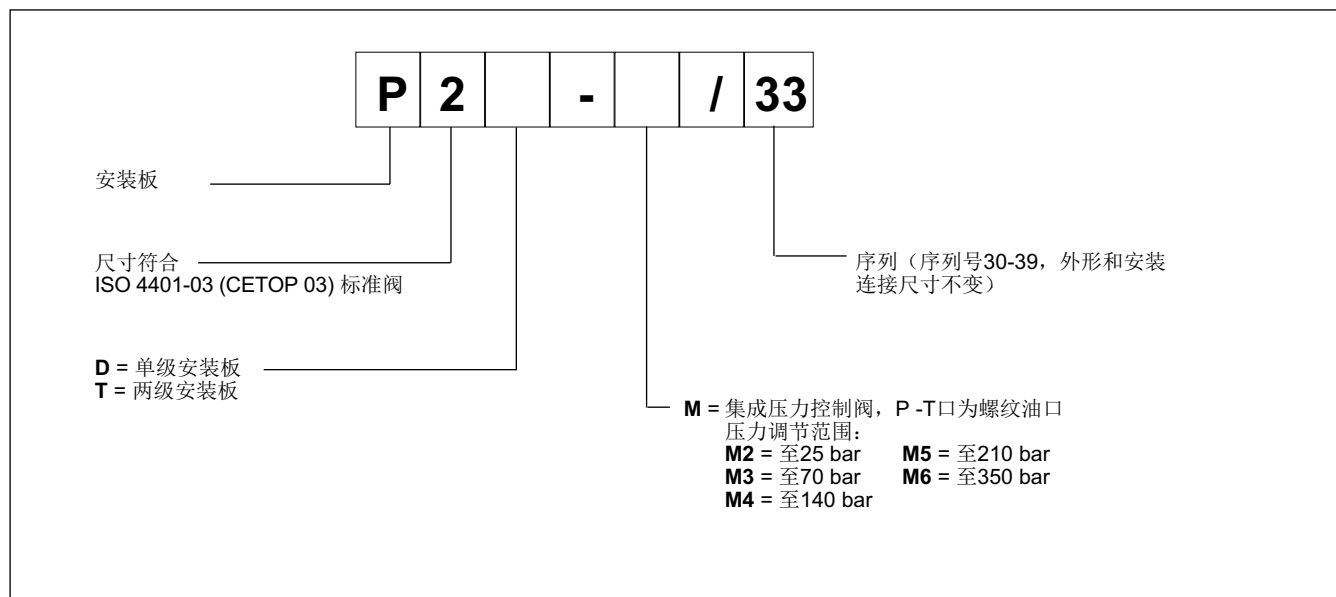 P 2 - / 33
安装板
尺寸符合
ISO 4401-03 (CETOP 03) 标准阀
序列（序列号30-39，外形和安装
连接尺寸不变）
D = 单级安装板
T = 两级安装板
M = 集成压力控制阀，P -T口为螺纹油口
压力调节范围：
M2 = 至25 bar M5 = 至210 bar
M3 = 至70 bar M6 = 至350 bar
M4 = 至140 bar